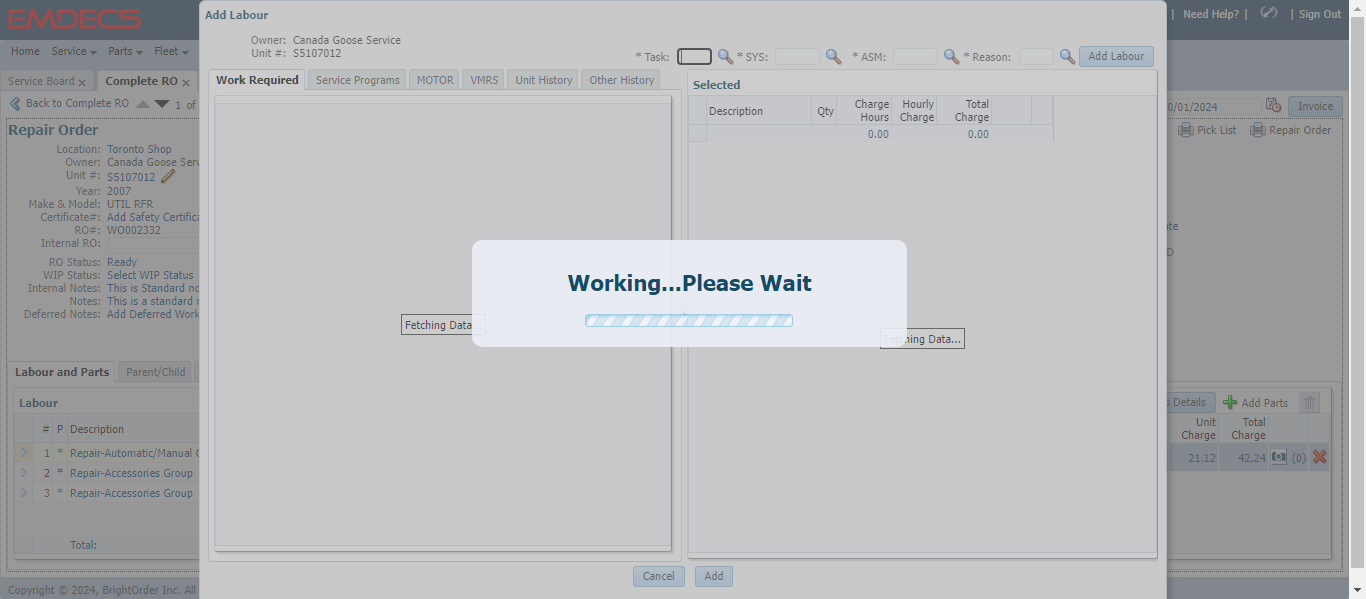 EMDECS
Need Help? | | Sign Out
Home Service Parts Fleet
Service Board x Complete RO x
Back to Complete RO 1 of
0/01/2024 Invoice
Repair Order
Pick List Repair Order
Location: Toronto Shop
Owner: Canada Goose Serv
Unit #: S5107012
Year: 2007
Make & Model: UTIL RFR
Certificate#: Add Safety Certifica
RO#: WO002332
Internal RO:
RO Status: Ready
WIP Status: Select WIP Status
Internal Notes: This is Standard no
Notes: This is a standard
Deferred Notes: Add Deferred Work
Labour and Parts Parent/Child
Labour
# P Description
1 * Repair-Automatic/Manual
2 * Repair-Accessories Group
3 * Repair-Accessories Group
Total:
Copyright © 2024, BrightOrder Inc. All
Add Labour
Owner: Canada Goose Service
Unit #: S5107012
* Task: * SYS: * ASM: * Reason: Add Labour
Work Required Service Programs MOTOR VMRS Unit History Other History
Selected
Description Qty Charge Hours Hourly Charge Total Charge
0.00 0.00
Working...Please Wait
Fetching Data...
Fetching Data...
Cancel Add
Details Add Parts
Unit Charge Total Charge
21.12 42.24 (0)